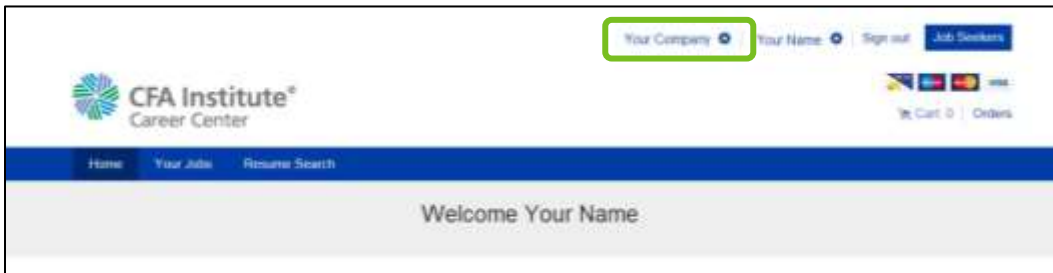 Your Company Your Name Sign out Job Seekers
CFA Institute®
Career Center
VISA
Cart 0 Orders
Home Your Jobs Resume Search
Welcome Your Name